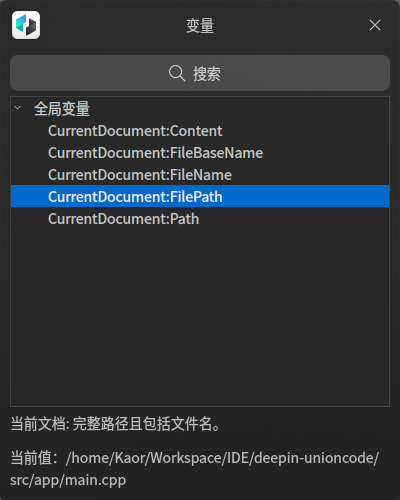 变量
搜索
全局变量
CurrentDocument:Content
CurrentDocument:FileBaseName
CurrentDocument:FileName
CurrentDocument:FilePath
CurrentDocument:Path
当前文档: 完整路径且包括文件名。
当前值：/home/Kaor/Workspace/IDE/deepin-unioncode/
src/app/main.cpp